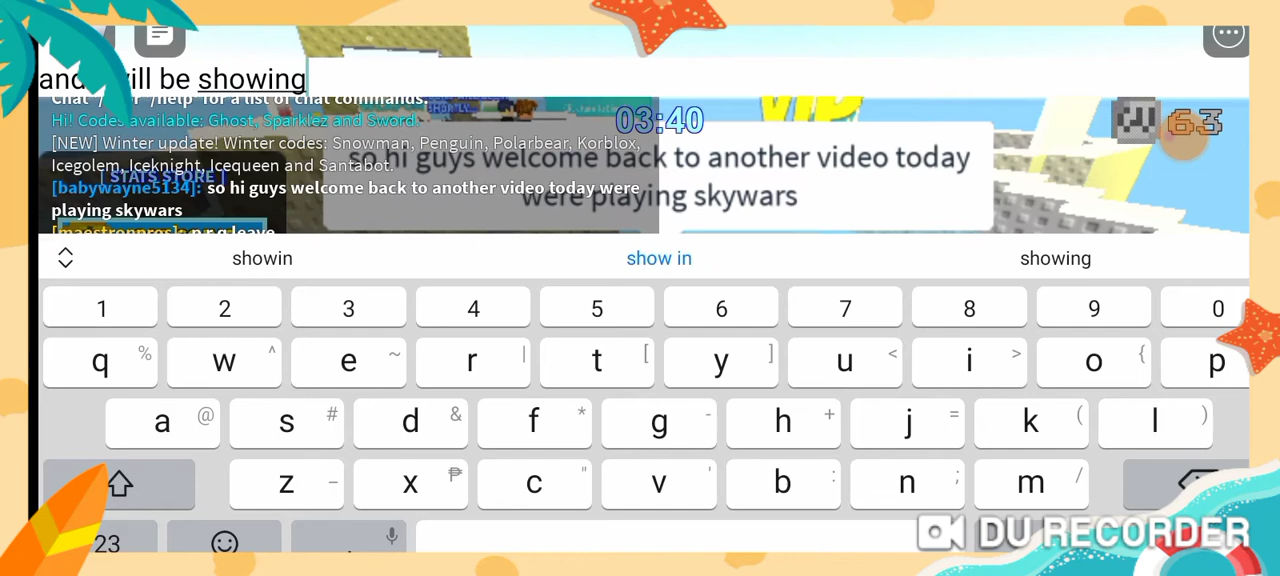 and will be showing
Chat '/' or '/help' for a list of chat commands.
Hi! Codes available: Ghost, Sparklez and Sword.
[NEW] Winter update! Winter codes: Snowman, Penguin, Polarbear, Korblox,
Icegolem, Iceknight, Icequeen and Santabot.
STATS STORE
[babywayne5134]: so hi guys welcome back to another video today were
playing skywars
03:40
VIP
63
so hi guys welcome back to another video today
were playing skywars
showin show in showing
1 2 3 4 5 6 7 8 9 0
q % w ^ e ~ r | t [ y ] u < i > o { p
a @ s # d & f * g - h + j = k ( l )
z _ x ₱ c " v ' b : n ; m /
23
DU RECORDER